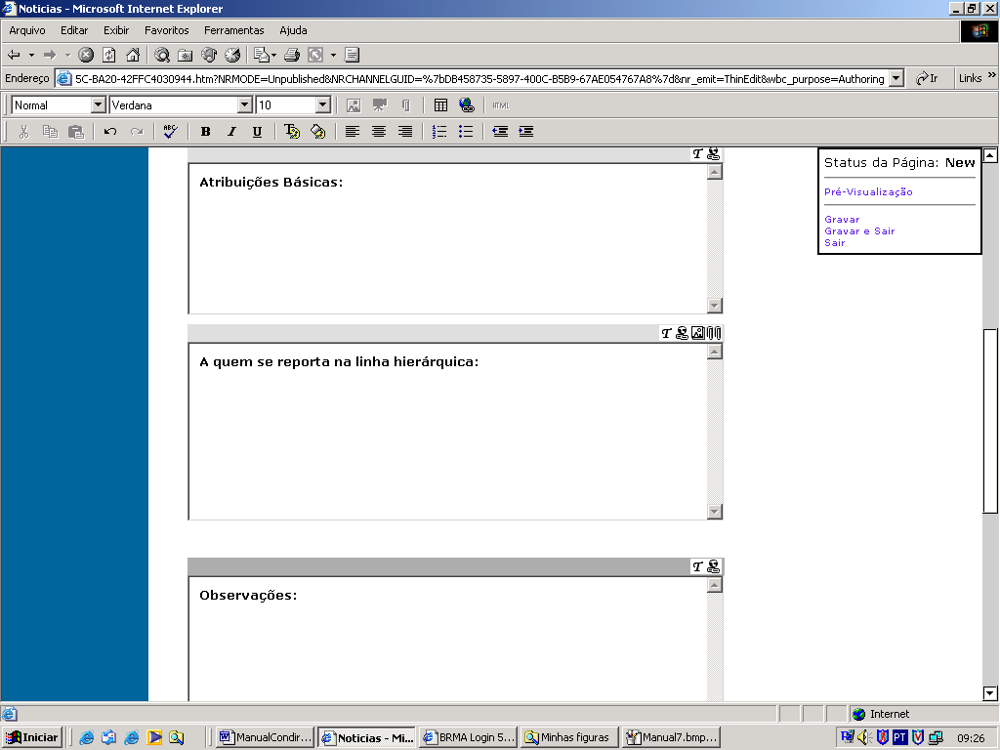 Noticias - Microsoft Internet Explorer
Arquivo Editar Exibir Favoritos Ferramentas Ajuda
Endereço 5C-BA20-42FFC4030944.htm?NRMODE=Unpublished&NRCHANNELGUID=%7bDB458735-5897-400C-B5B9-67AE054767A8%7d&nr_emit=ThinEdit&wbc_purpose=Authoring Ir Links »
Normal Verdana 10 HTML
ABC B I U
Status da Página: New
Pré-Visualização
Gravar
Gravar e Sair
Sair
Atribuições Básicas:
A quem se reporta na linha hierárquica:
Observações:
Internet
Iniciar ManualCondir... Noticias - Mi... BRMA Login 5... Minhas figuras Manual7.bmp... PT 09:26